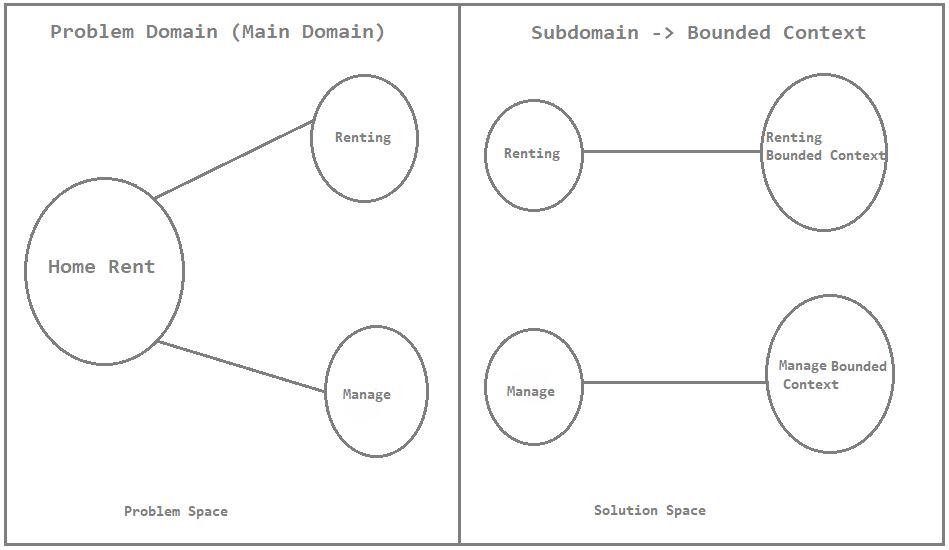 Problem Domain (Main Domain)
Renting
Home Rent
Manage
Problem Space
Subdomain -> Bounded Context
Renting
Renting
Bounded Context
Manage
Manage Bounded
Context
Solution Space